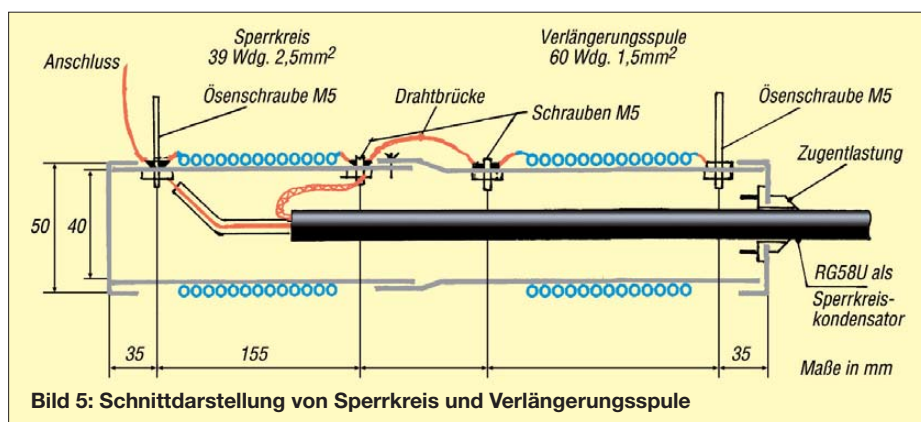 Sperrkreis
39 Wdg. 2,5mm²
Verlängerungsspule
60 Wdg. 1,5mm²
Anschluss
Ösenschraube M5
Drahtbrücke
Schrauben M5
Ösenschraube M5
Zugentlastung
50
40
RG58U als
Sperrkreis-
kondensator
35
155
35
Maße in mm
Bild 5: Schnittdarstellung von Sperrkreis und Verlängerungsspule